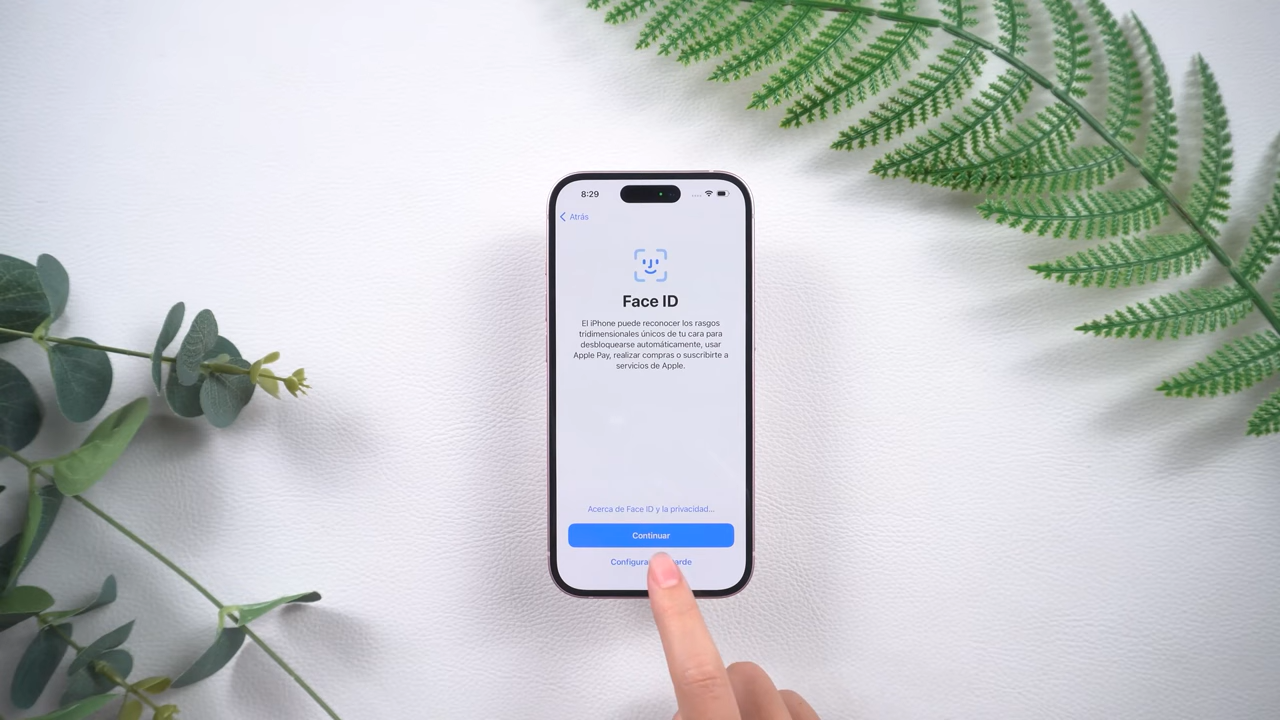 8:29
Atrás
Face ID
El iPhone puede reconocer los rasgos
tridimensionales únicos de tu cara para
desbloquearse automáticamente, usar
Apple Pay, realizar compras o suscribirte a
servicios de Apple.
Acerca de Face ID y la privacidad...
Continuar